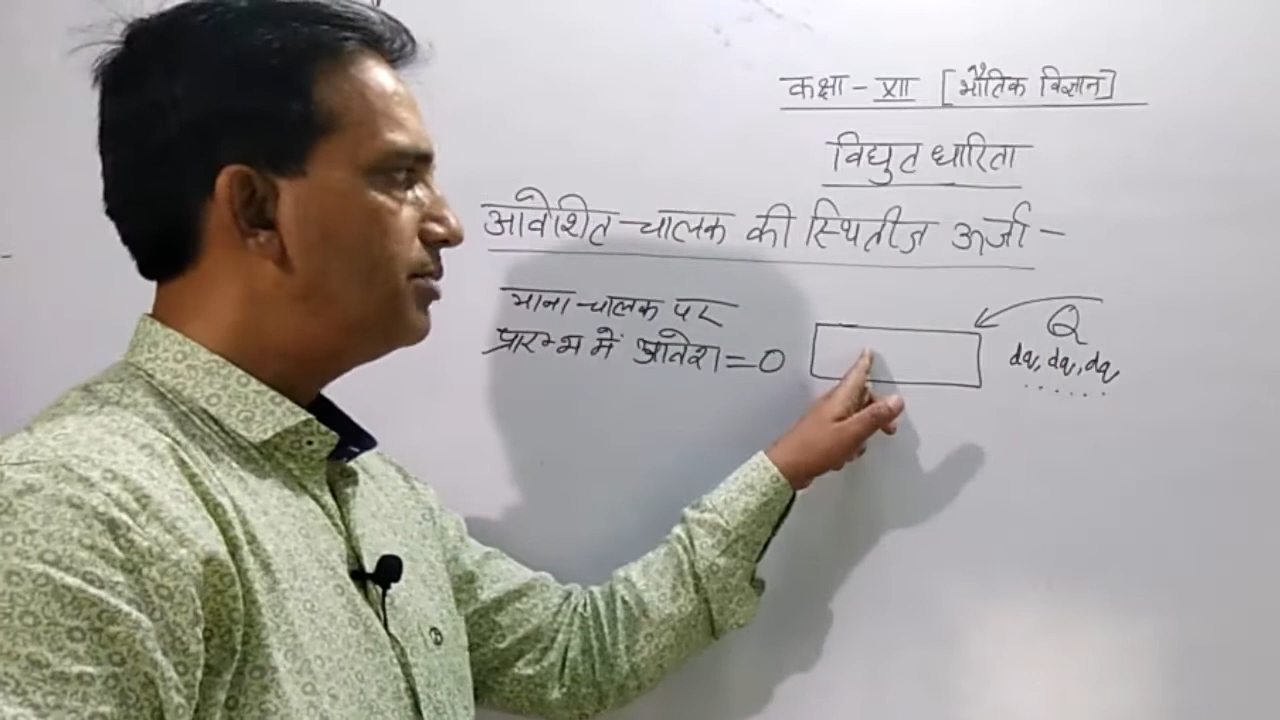 कक्षा - XII [भौतिक विज्ञान]
विद्युत धारिता
आवेशित चालक की स्थितीज ऊर्जा -
माना चालक पर
प्रारम्भ में आवेश = 0
Q
dq, dq, dq
......